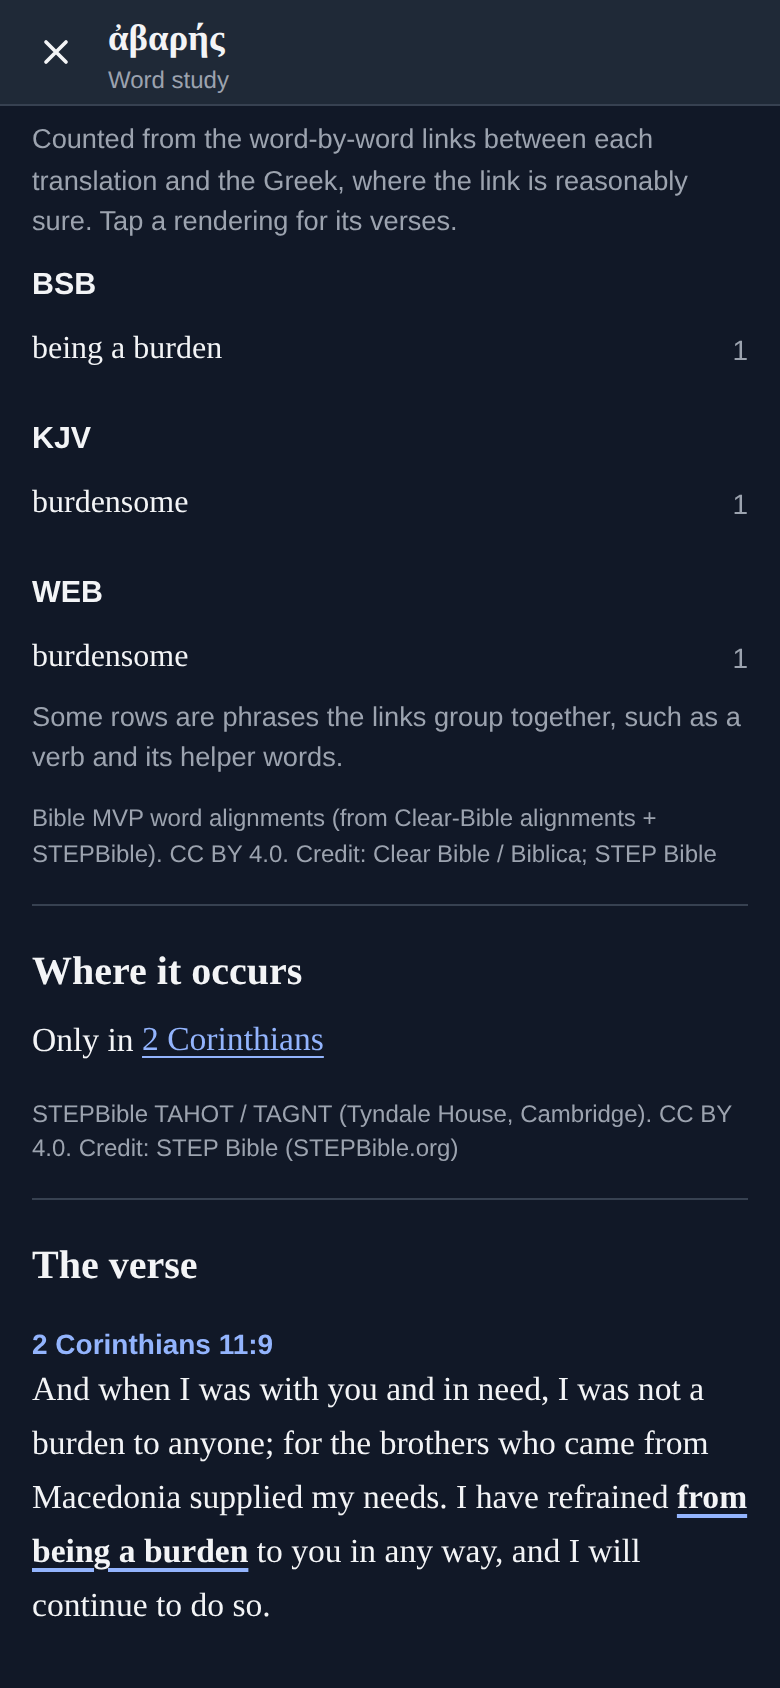 ἀβαρής
Word study
Counted from the word-by-word links between each
translation and the Greek, where the link is reasonably
sure. Tap a rendering for its verses.
BSB
being a burden 1
KJV
burdensome 1
WEB
burdensome 1
Some rows are phrases the links group together, such as a
verb and its helper words.
Bible MVP word alignments (from Clear-Bible alignments +
STEPBible). CC BY 4.0. Credit: Clear Bible / Biblica; STEP Bible
Where it occurs
Only in 2 Corinthians
STEPBible TAHOT / TAGNT (Tyndale House, Cambridge). CC BY
4.0. Credit: STEP Bible (STEPBible.org)
The verse
2 Corinthians 11:9
And when I was with you and in need, I was not a
burden to anyone; for the brothers who came from
Macedonia supplied my needs. I have refrained from
being a burden to you in any way, and I will
continue to do so.